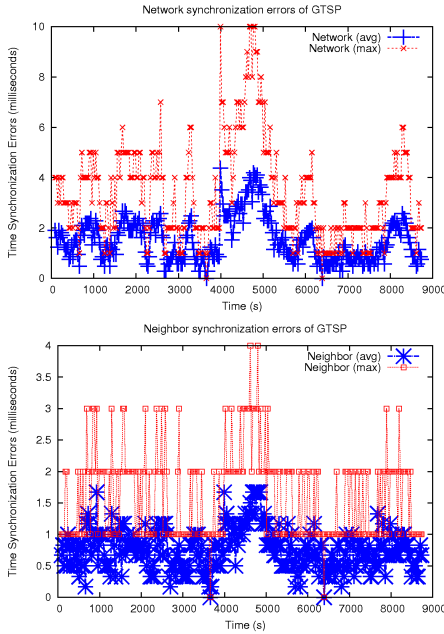 Network synchronization errors of GTSP
Time Synchronization Errors (milliseconds)
10
8
6
4
2
0
Network (avg)
Network (max)
0 1000 2000 3000 4000 5000 6000 7000 8000 9000
Time (s)
Neighbor synchronization errors of GTSP
Time Synchronization Errors (milliseconds)
4
3.5
3
2.5
2
1.5
1
0.5
0
Neighbor (avg)
Neighbor (max)
0 1000 2000 3000 4000 5000 6000 7000 8000 9000
Time (s)